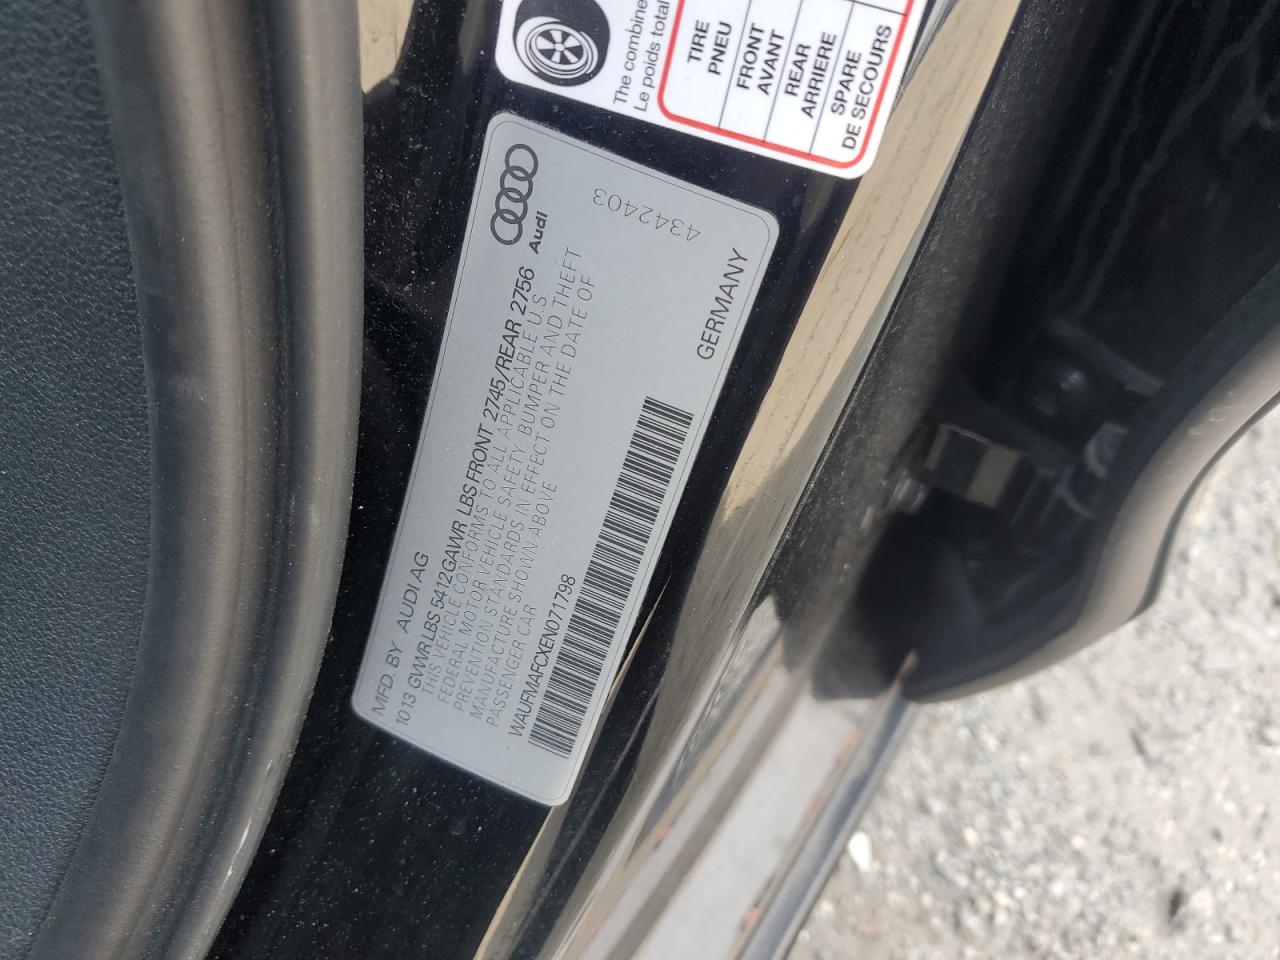 The combine
Le poids total
TIRE
PNEU
FRONT
AVANT
REAR
ARRIERE
SPARE
DE SECOURS
Audi
MFD. BY AUDI AG
1013 GVWR LBS 5412 GAWR LBS FRONT 2745/REAR 2756
THIS VEHICLE CONFORMS TO ALL APPLICABLE U.S.
FEDERAL MOTOR VEHICLE SAFETY, BUMPER AND THEFT
PREVENTION STANDARDS IN EFFECT ON THE DATE OF
MANUFACTURE SHOWN ABOVE
PASSENGER CAR
WAUFMAFCXEN071798
GERMANY
4342403